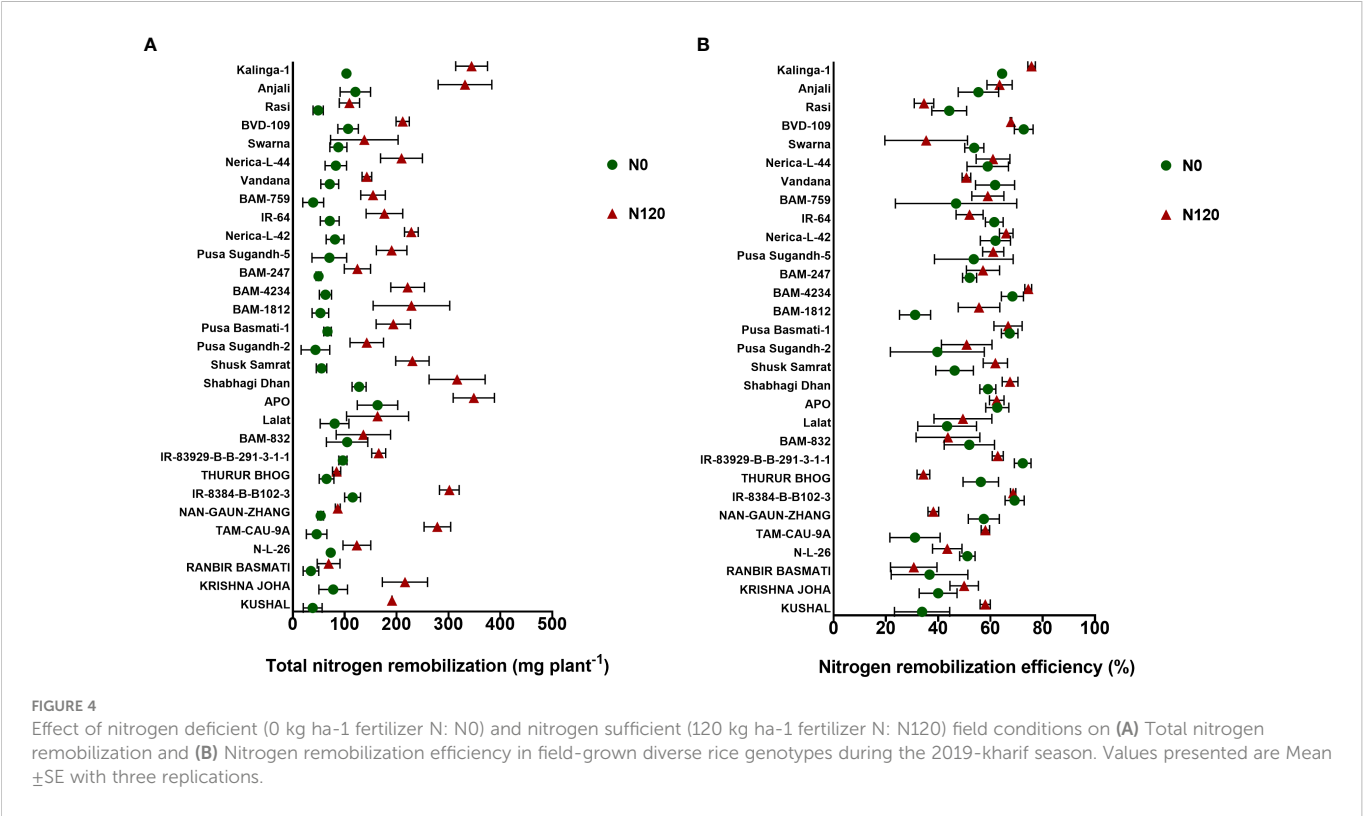 A
Kalinga-1
Anjali
Rasi
BVD-109
Swarna
Nerica-L-44
Vandana
BAM-759
IR-64
Nerica-L-42
Pusa Sugandh-5
BAM-247
BAM-4234
BAM-1812
Pusa Basmati-1
Pusa Sugandh-2
Shusk Samrat
Shabhagi Dhan
APO
Lalat
BAM-832
IR-83929-B-B-291-3-1-1
THURUR BHOG
IR-8384-B-B102-3
NAN-GAUN-ZHANG
TAM-CAU-9A
N-L-26
RANBIR BASMATI
KRISHNA JOHA
KUSHAL
0 100 200 300 400 500
Total nitrogen remobilization (mg plant⁻¹)
N0
N120
B
Kalinga-1
Anjali
Rasi
BVD-109
Swarna
Nerica-L-44
Vandana
BAM-759
IR-64
Nerica-L-42
Pusa Sugandh-5
BAM-247
BAM-4234
BAM-1812
Pusa Basmati-1
Pusa Sugandh-2
Shusk Samrat
Shabhagi Dhan
APO
Lalat
BAM-832
IR-83929-B-B-291-3-1-1
THURUR BHOG
IR-8384-B-B102-3
NAN-GAUN-ZHANG
TAM-CAU-9A
N-L-26
RANBIR BASMATI
KRISHNA JOHA
KUSHAL
0 20 40 60 80 100
Nitrogen remobilization efficiency (%)
N0
N120
FIGURE 4
Effect of nitrogen deficient (0 kg ha-1 fertilizer N: N0) and nitrogen sufficient (120 kg ha-1 fertilizer N: N120) field conditions on (A) Total nitrogen
remobilization and (B) Nitrogen remobilization efficiency in field-grown diverse rice genotypes during the 2019-kharif season. Values presented are Mean
±SE with three replications.